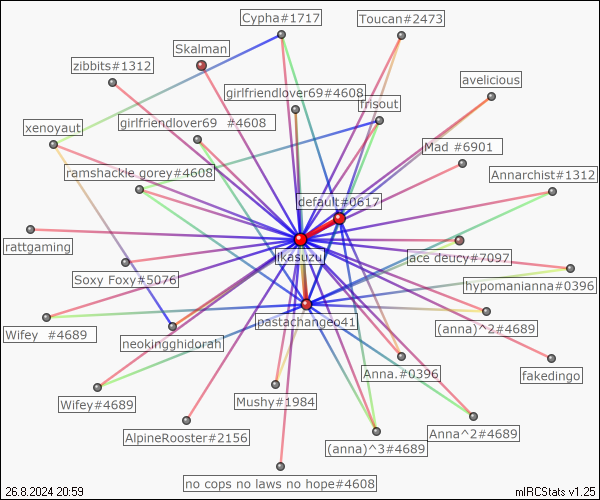 Cypha#1717
Toucan#2473
Skalman
zibbits#1312
avelicious
girlfriendlover69#4608
frisout
xenoyaut
girlfriendlover69 #4608
Mad #6901
ramshackle gorey#4608
Annarchist#1312
default#0617
rattgaming
ikasuzu
ace deucy#7097
Soxy Foxy#5076
hypomanianna#0396
pastachangeo41
Wifey #4689
neokingghidorah
(anna)^2#4689
Anna.#0396
fakedingo
Wifey#4689
Mushy#1984
AlpineRooster#2156
Anna^2#4689
(anna)^3#4689
no cops no laws no hope#4608
26.8.2024 20:59
mIRCStats v1.25